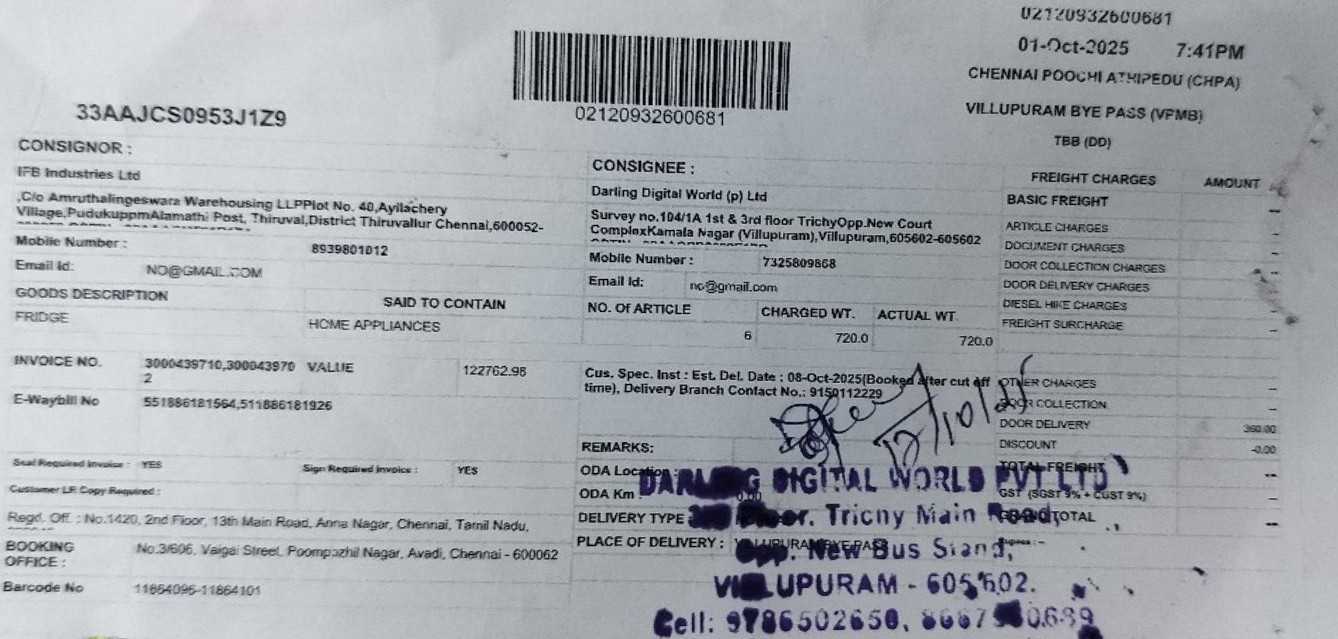 02120932600681
01-Oct-2025 7:41PM
CHENNAI POOCHI ATHIPEDU (CHPA)
VILLUPURAM BYE PASS (VPMB)
TBB (DD)
02120932600681
33AAJCS0953J1Z9
CONSIGNOR :
IFB Industries Ltd
,C/o Amruthalingeswara Warehousing LLPPlot No. 40,Ayilachery
Village,PudukuppmAlamathi Post, Thiruval,District Thiruvallur Chennai,600052-
Mobile Number : 8939801012
Email Id: NO@GMAIL.COM
GOODS DESCRIPTION SAID TO CONTAIN
FRIDGE HOME APPLIANCES
INVOICE NO. 3000439710,300043970 VALUE 122762.98
2
E-Waybill No 551886181564,511886181926
Seal Required Invoice : YES Sign Required Invoice : YES
Customer LR Copy Required :
Regd. Off. : No.1420, 2nd Floor, 13th Main Road, Anna Nagar, Chennai, Tamil Nadu,
BOOKING OFFICE : No.3/606, Vaigai Street, Poompozhil Nagar, Avadi, Chennai - 600062
Barcode No 11864096-11864101
CONSIGNEE :
Darling Digital World (p) Ltd
Survey no.104/1A 1st & 3rd floor TrichyOpp.New Court
ComplexKamala Nagar (Villupuram),Villupuram,605602-605602
Mobile Number : 7325809868
Email Id: no@gmail.com
NO. Of ARTICLE CHARGED WT. ACTUAL WT.
6 720.0 720.0
Cus. Spec. Inst : Est. Del. Date : 08-Oct-2025(Booked after cut off
time), Delivery Branch Contact No.: 9150112229
12/10/25
REMARKS:
ODA Location :
ODA Km 0.00
DELIVERY TYPE
PLACE OF DELIVERY : VILLUPURAM BYE PASS
FREIGHT CHARGES AMOUNT
BASIC FREIGHT --
ARTICLE CHARGES --
DOCUMENT CHARGES --
DOOR COLLECTION CHARGES --
DOOR DELIVERY CHARGES --
DIESEL HIKE CHARGES --
FREIGHT SURCHARGE --
OTHER CHARGES --
DOOR COLLECTION --
DOOR DELIVERY 360.00
DISCOUNT -0.00
TOTAL FREIGHT --
GST (SGST 9% + CGST 9%) --
TOTAL --
DARLING DIGITAL WORLD PVT LTD
Floor. Trichy Main Road,
Opp. New Bus Stand,
VILLUPURAM - 605 602.
Cell: 9786502650,